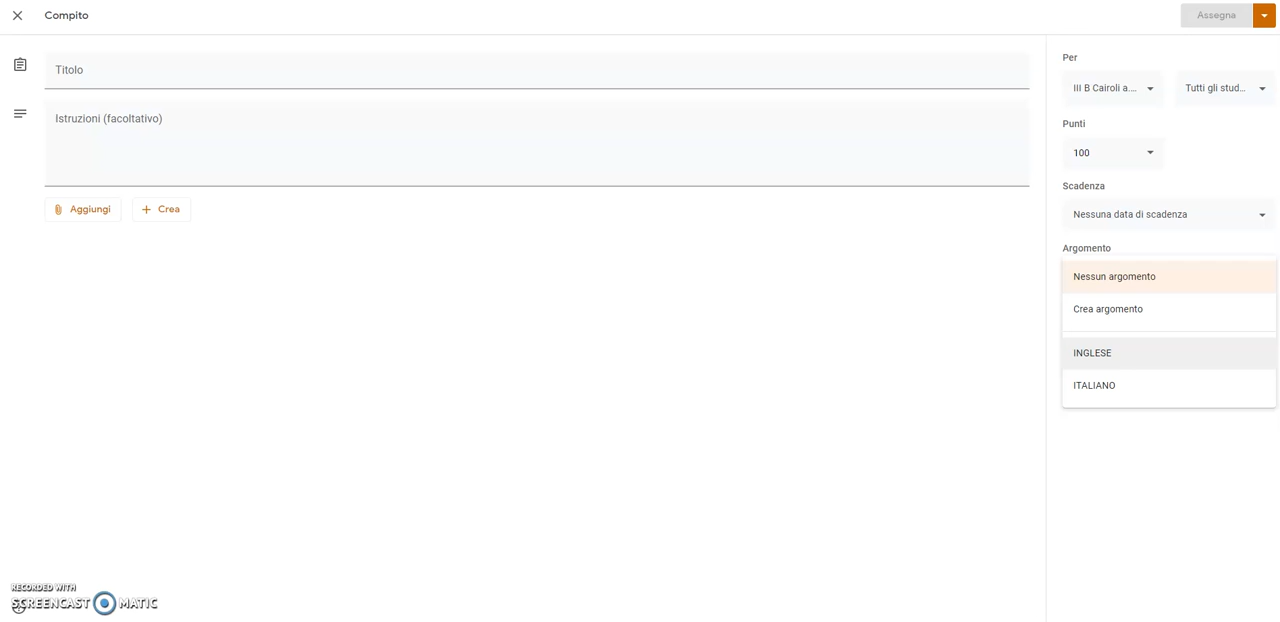 Compito
Assegna
Titolo
Istruzioni (facoltativo)
Aggiungi
Crea
Per
III B Cairoli a....
Tutti gli stud...
Punti
100
Scadenza
Nessuna data di scadenza
Argomento
Nessun argomento
Crea argomento
INGLESE
ITALIANO
RECORDED WITH
SCREENCAST MATIC